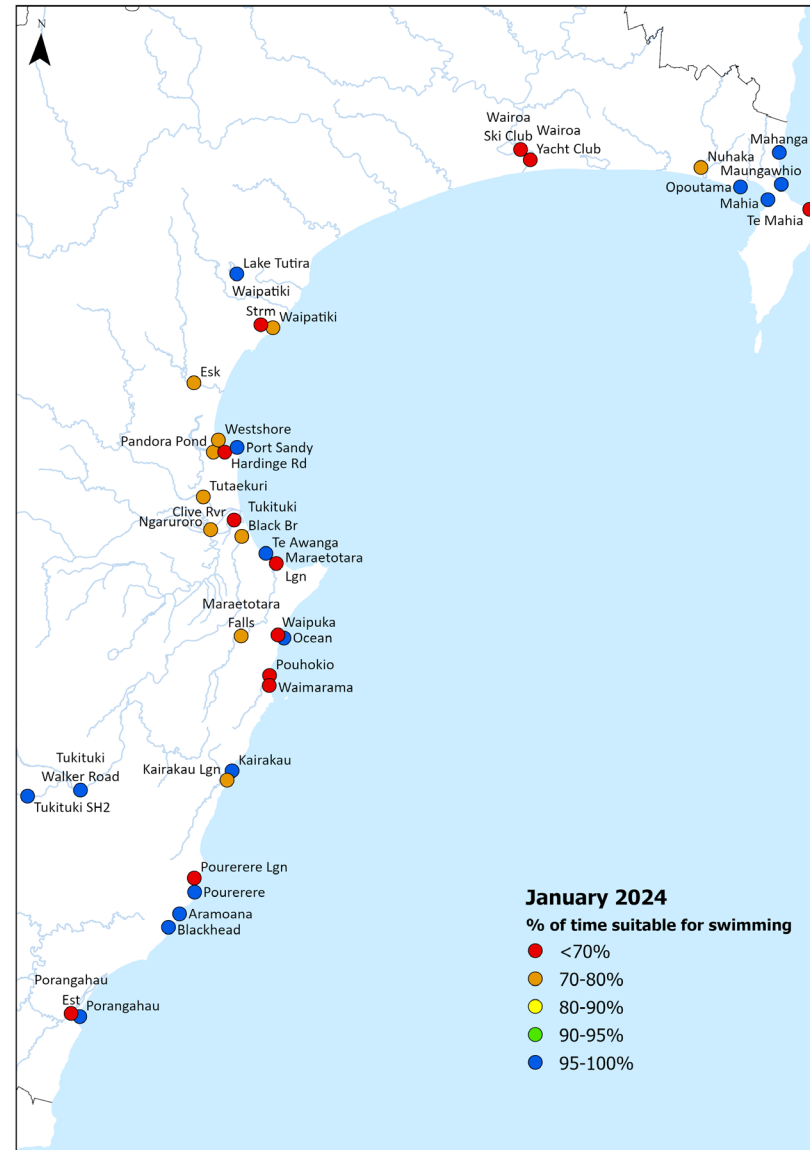 N
Wairoa
Ski Club
Wairoa
Yacht Club
Mahanga
Nuhaka
Maungawhio
Opoutama
Mahia
Te Mahia
Lake Tutira
Waipatiki
Strm
Waipatiki
Esk
Westshore
Pandora Pond
Port Sandy
Hardinge Rd
Tutaekuri
Clive Rvr
Tukituki
Ngaruroro
Black Br
Te Awanga
Maraetotara
Lgn
Maraetotara
Falls
Waipuka
Ocean
Pouhokio
Waimarama
Tukituki
Walker Road
Kairakau Lgn
Kairakau
Tukituki SH2
Pourerere Lgn
Pourerere
Aramoana
Blackhead
Porangahau
Est
Porangahau
January 2024
% of time suitable for swimming
<70%
70-80%
80-90%
90-95%
95-100%